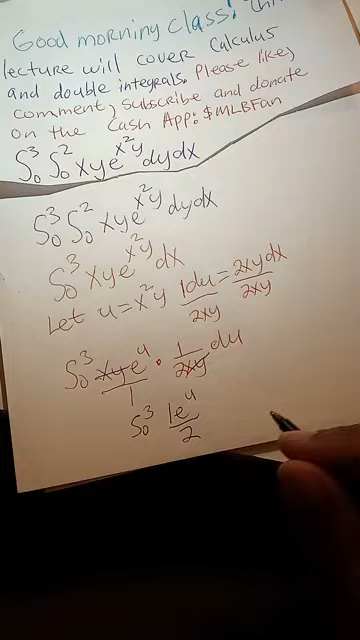 Good morning class! This
lecture will cover Calculus
and double integrals. Please like,
comment, subscribe and donate
on the Cash App: $MLBFan
∫₀³ ∫₀² xye^(x²y) dydx
∫₀³ ∫₀² xye^(x²y) dydx
∫₀³ xye^(x²y) dx
Let u = x²y 1du/2xy = 2xydx/2xy
∫₀³ xye^u/1 · 1/2xy du
∫₀³ 1e^u/2